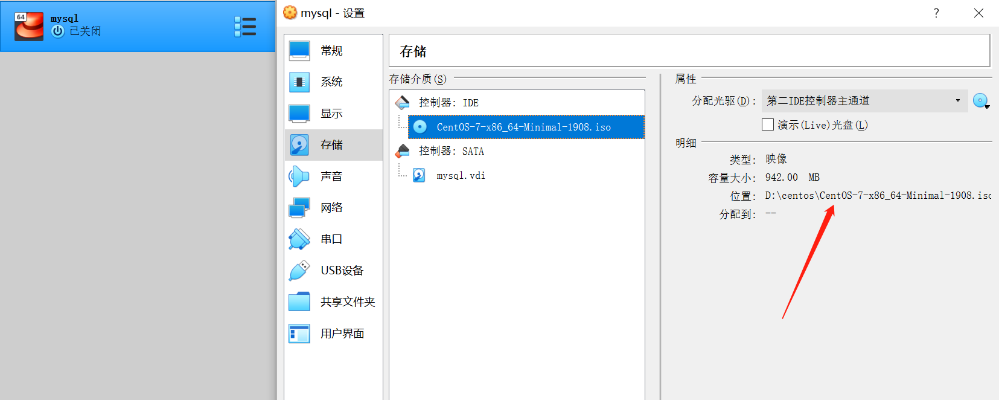 64
mysql
已关闭
mysql - 设置
?
常规
系统
显示
存储
声音
网络
串口
USB设备
共享文件夹
用户界面
存储
存储介质(S)
控制器: IDE
CentOS-7-x86_64-Minimal-1908.iso
控制器: SATA
mysql.vdi
属性
分配光驱(D): 第二IDE控制器主通道
演示(Live)光盘(L)
明细
类型: 映像
容量大小: 942.00 MB
位置: D:\centos\CentOS-7-x86_64-Minimal-1908.iso
分配到: --